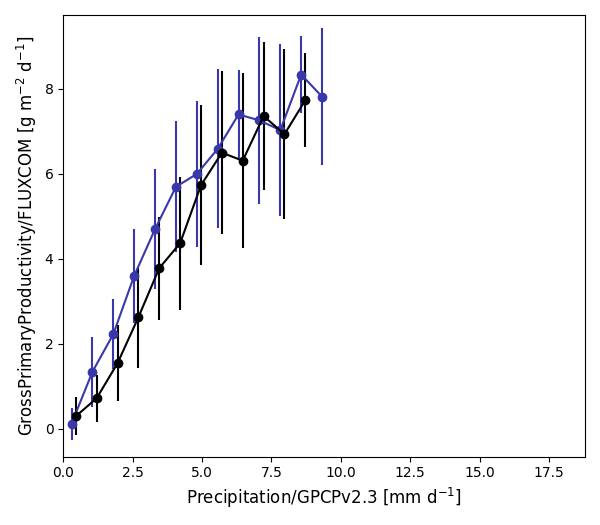 GrossPrimaryProductivity/FLUXCOM [g m⁻² d⁻¹]
8
6
4
2
0
0.0 2.5 5.0 7.5 10.0 12.5 15.0 17.5
Precipitation/GPCPv2.3 [mm d⁻¹]